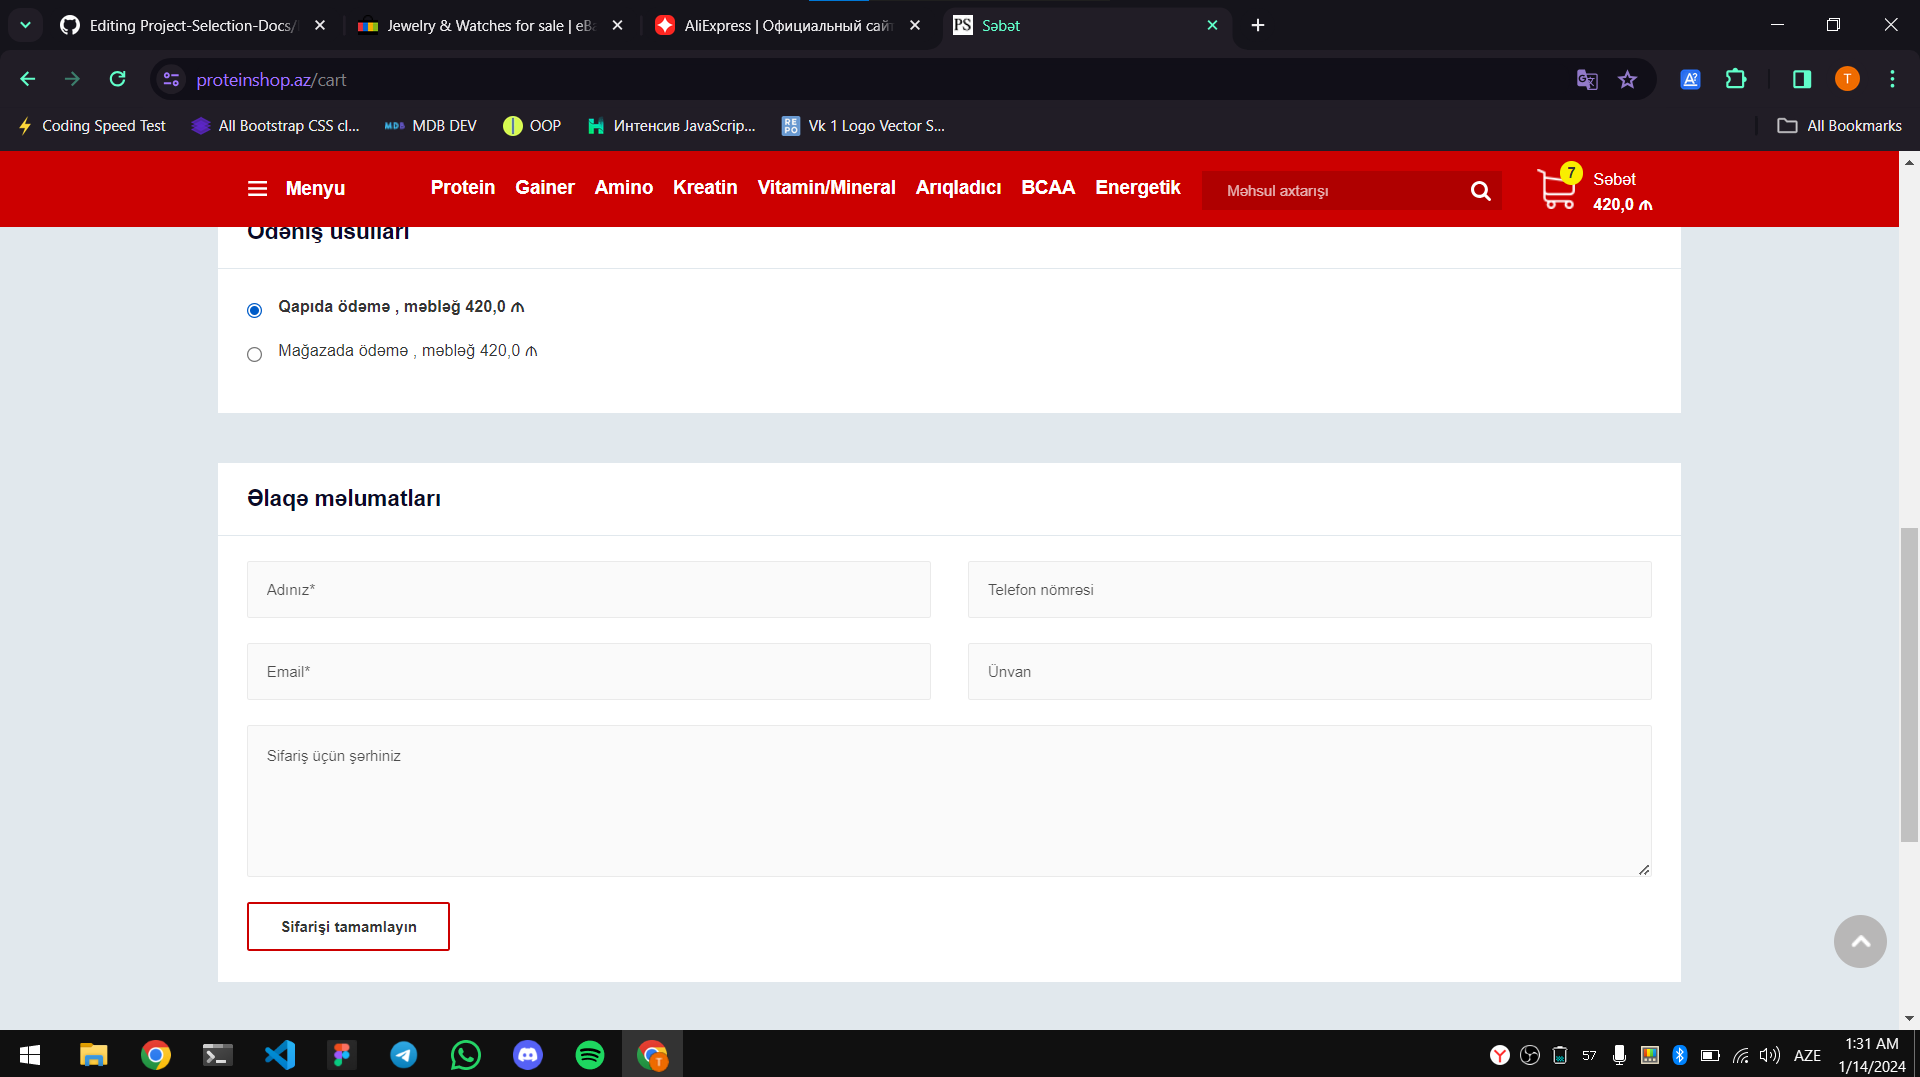 Editing Project-Selection-Docs/
Jewelry & Watches for sale | eBa
AliExpress | Официальный сайт
PS Səbət
proteinshop.az/cart
T
Coding Speed Test
All Bootstrap CSS cl...
MDB DEV
OOP
Интенсив JavaScrip...
Vk 1 Logo Vector S...
All Bookmarks
Menyu
Protein
Gainer
Amino
Kreatin
Vitamin/Mineral
Arıqladıcı
BCAA
Energetik
Məhsul axtarışı
7
Səbət
420,0 ₼
Ödəniş üsulları
Qapıda ödəmə , məbləğ 420,0 ₼
Mağazada ödəmə , məbləğ 420,0 ₼
Əlaqə məlumatları
Adınız*
Telefon nömrəsi
Email*
Ünvan
Sifariş üçün şərhiniz
Sifarişi tamamlayın
57
AZE
1:31 AM
1/14/2024